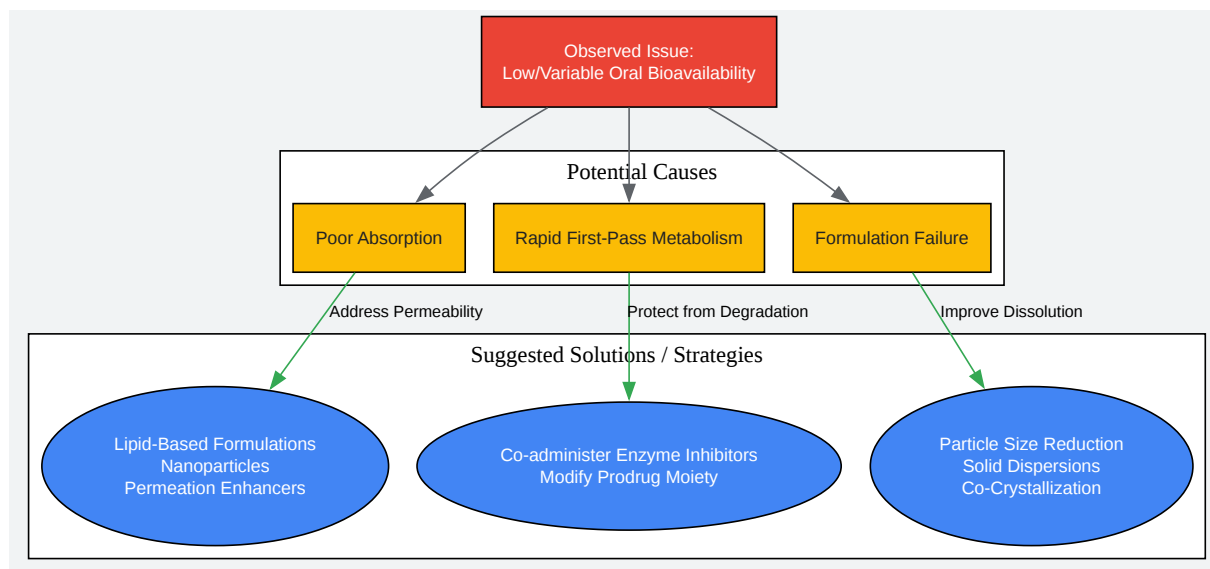 Observed Issue:
Low/Variable Oral Bioavailability
Potential Causes
Poor Absorption
Rapid First-Pass Metabolism
Formulation Failure
Address Permeability
Protect from Degradation
Improve Dissolution
Suggested Solutions / Strategies
Lipid-Based Formulations
Nanoparticles
Permeation Enhancers
Co-administer Enzyme Inhibitors
Modify Prodrug Moiety
Particle Size Reduction
Solid Dispersions
Co-Crystallization